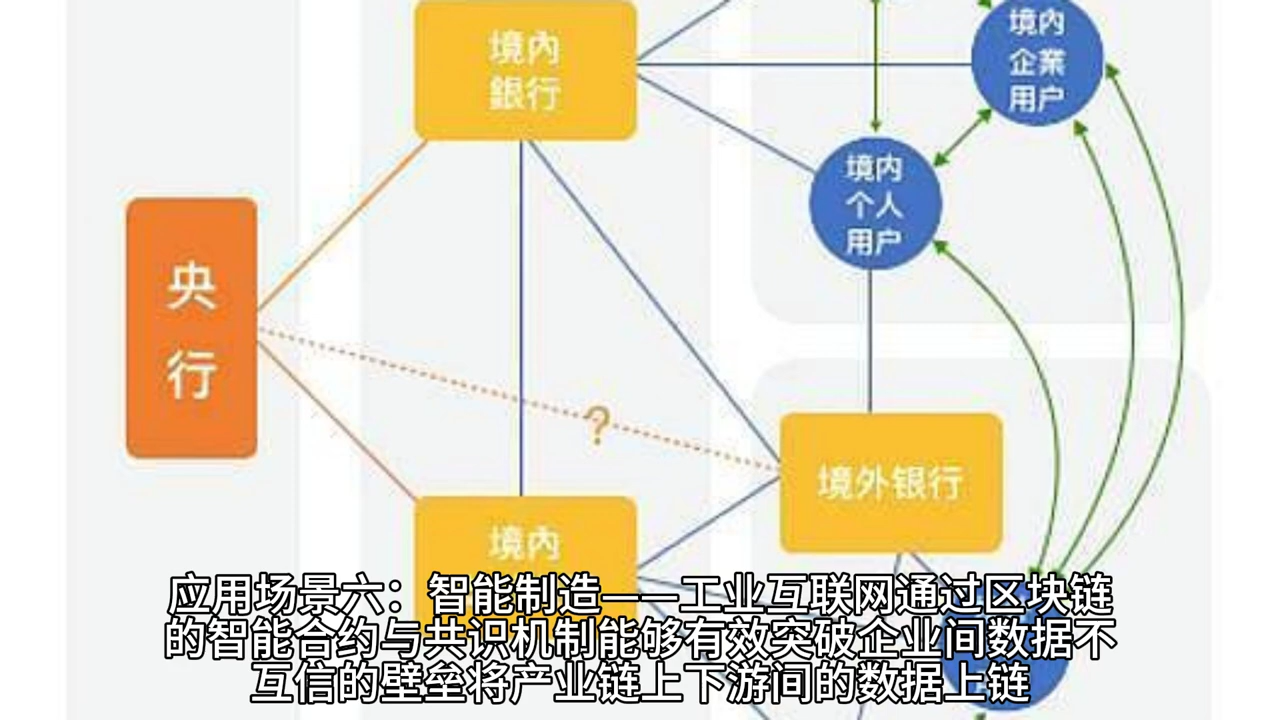 境內
銀行
境内
企業
用户
境内
个人
用户
央
行
?
境外银行
境內
应用场景六：智能制造——工业互联网通过区块链
的智能合约与共识机制能够有效突破企业间数据不
互信的壁垒将产业链上下游间的数据上链